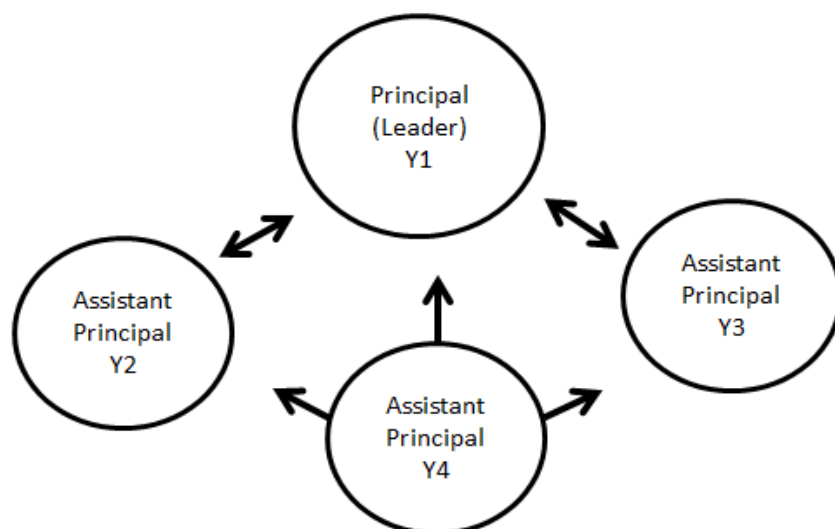 Principal
(Leader)
Y1
Assistant
Principal
Y2
Assistant
Principal
Y3
Assistant
Principal
Y4